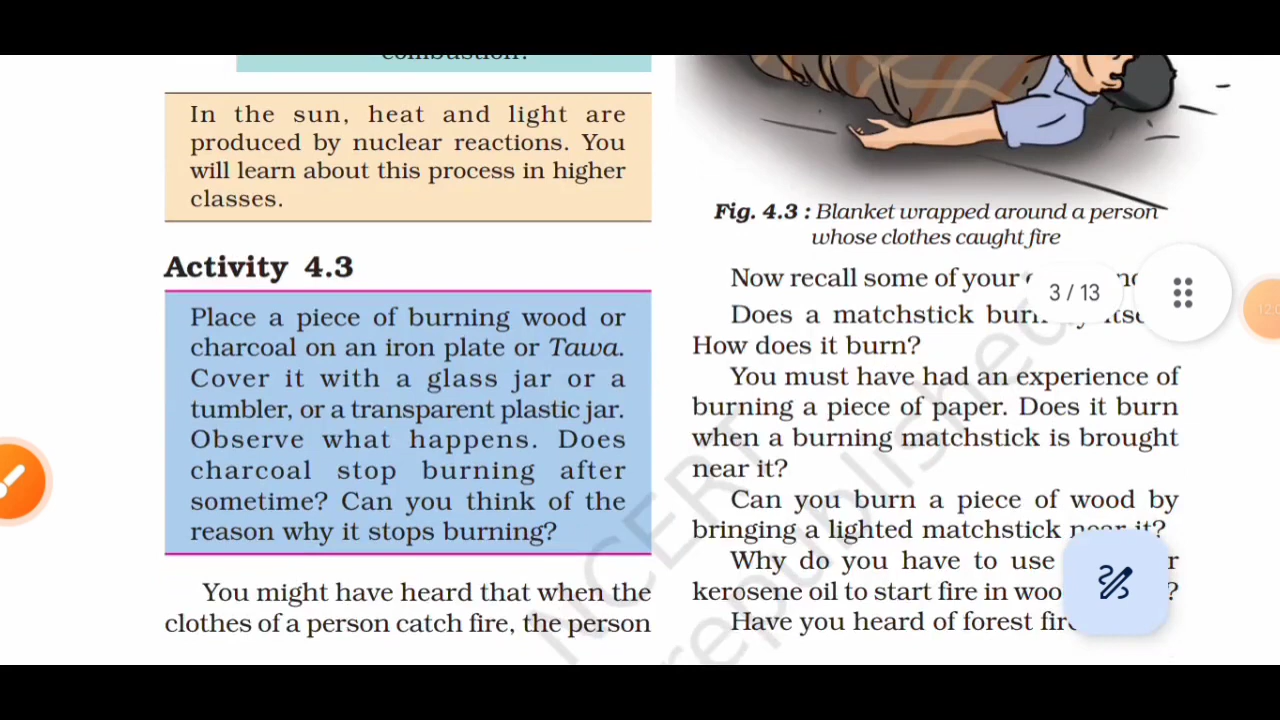 combustion?
In the sun, heat and light are
produced by nuclear reactions. You
will learn about this process in higher
classes.
Activity 4.3
Place a piece of burning wood or
charcoal on an iron plate or Tawa.
Cover it with a glass jar or a
tumbler, or a transparent plastic jar.
Observe what happens. Does
charcoal stop burning after
sometime? Can you think of the
reason why it stops burning?
You might have heard that when the
clothes of a person catch fire, the person
Fig. 4.3 : Blanket wrapped around a person
whose clothes caught fire
Now recall some of your
3 / 13
Does a matchstick burn
How does it burn?
You must have had an experience of
burning a piece of paper. Does it burn
when a burning matchstick is brought
near it?
Can you burn a piece of wood by
bringing a lighted matchstick near it?
Why do you have to use
kerosene oil to start fire in
Have you heard of forest
NCERT
republished